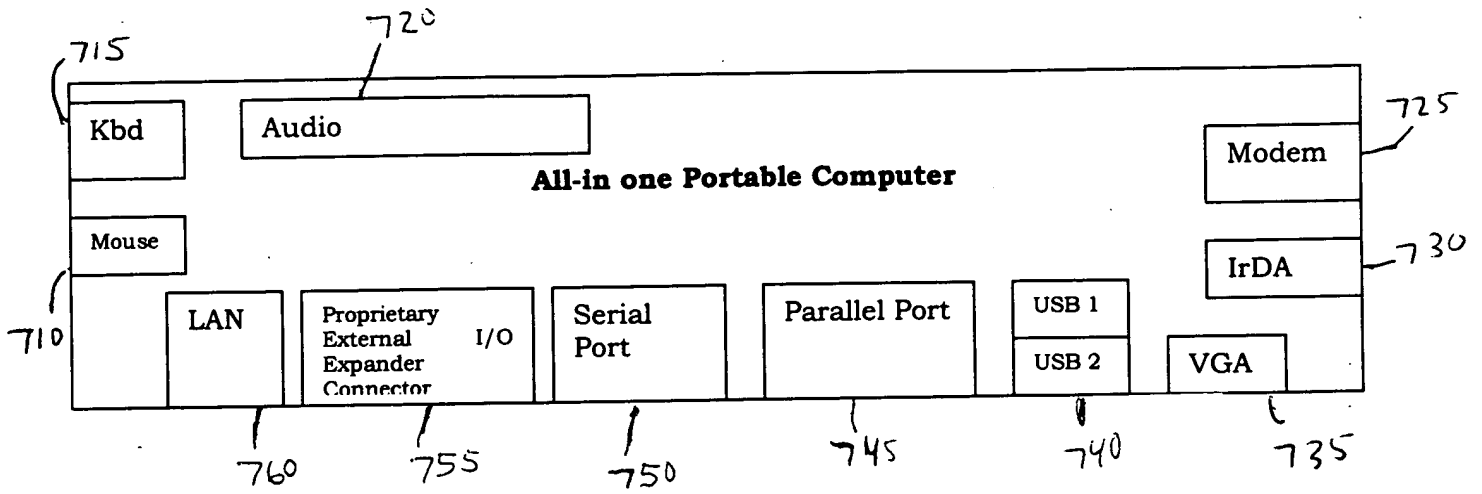 720
715
Kbd
Audio
725
Modem
All-in one Portable Computer
Mouse
730
IrDA
710
LAN
Proprietary
External I/O
Expander
Connector
Serial
Port
Parallel Port
USB 1
USB 2
VGA
760
755
750
745
740
735